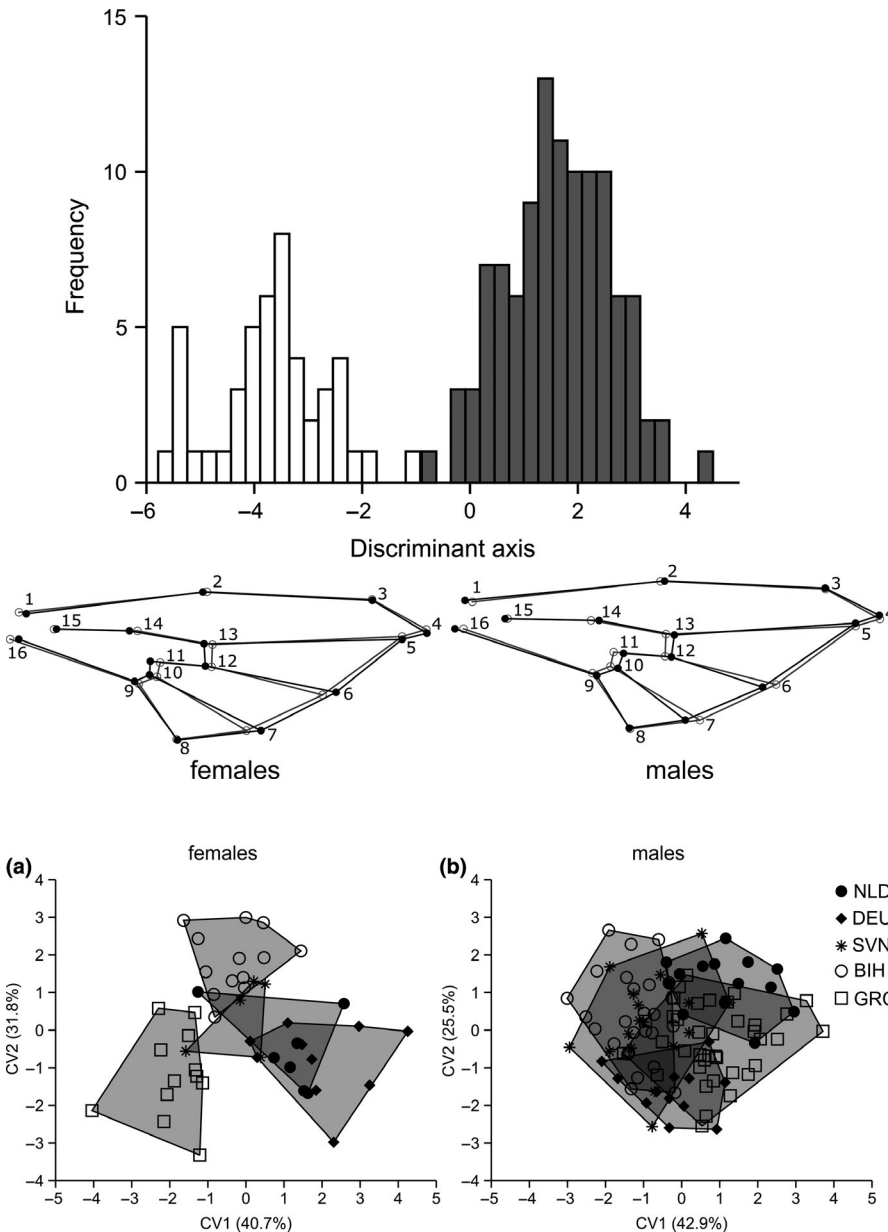 15
10
5
0
Frequency
−6 −4 −2 0 2 4
Discriminant axis
1 2 3 4 5 6 7 8 9 10 11 12 13 14 15 16
females
1 2 3 4 5 6 7 8 9 10 11 12 13 14 15 16
males
(a) females
4
3
2
1
0
−1
−2
−3
−4
CV2 (31.8%)
−5 −4 −3 −2 −1 0 1 2 3 4 5
CV1 (40.7%)
(b) males
4
3
2
1
0
−1
−2
−3
−4
CV2 (25.5%)
−5 −4 −3 −2 −1 0 1 2 3 4 5
CV1 (42.9%)
NLD
DEU
SVN
BIH
GRC